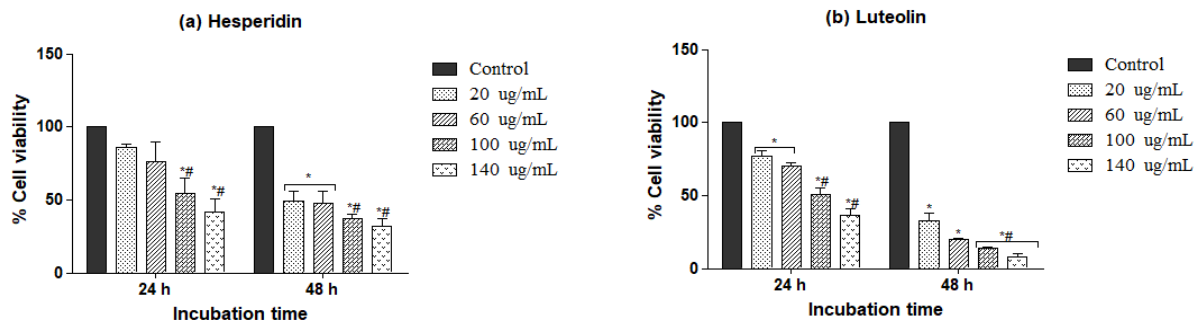 (a) Hesperidin
150
100
50
0
% Cell viability
*#
*#
*
*#
*#
24 h
48 h
Incubation time
Control
20 ug/mL
60 ug/mL
100 ug/mL
140 ug/mL
(b) Luteolin
150
100
50
0
% Cell viability
*
*#
*#
*
*
*#
24 h
48 h
Incubation time
Control
20 ug/mL
60 ug/mL
100 ug/mL
140 ug/mL